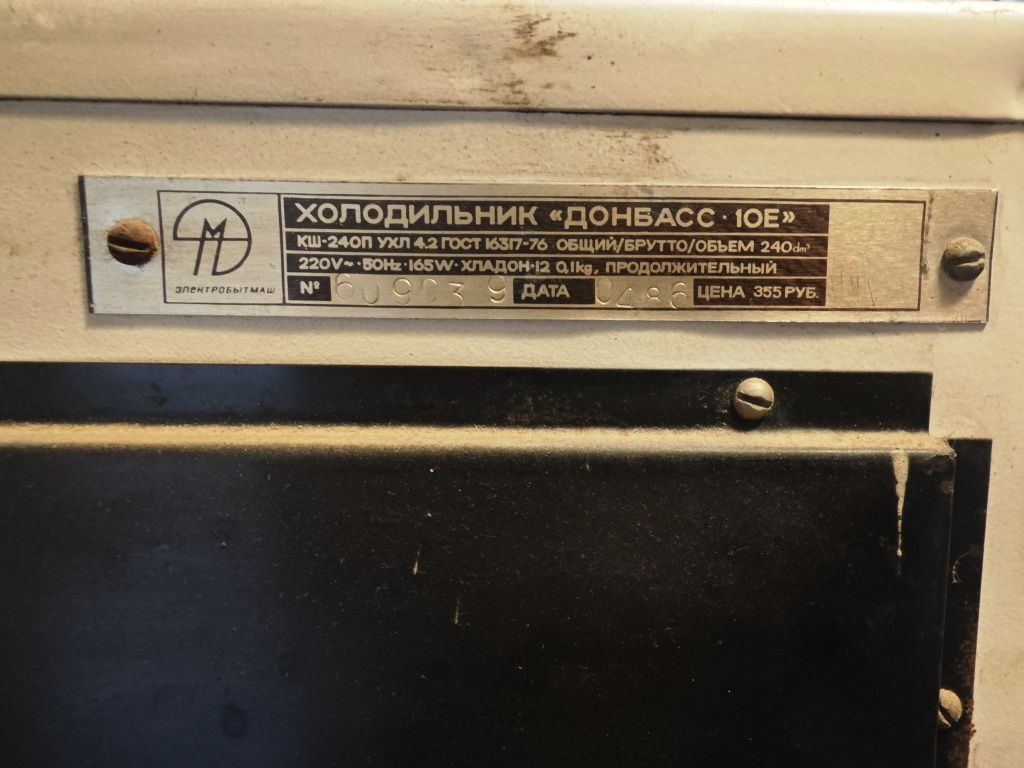 ХОЛОДИЛЬНИК «ДОНБАСС · 10Е»
КШ-240П УХЛ 4.2 ГОСТ 16317-76 ОБЩИЙ/БРУТТО/ОБЪЕМ 240dm³
220V~·50Hz·165W·ХЛАДОН-12 0,1kg, ПРОДОЛЖИТЕЛЬНЫЙ
№ ДАТА 0486 ЦЕНА 355 РУБ.
ЭЛЕКТРОБЫТМАШ